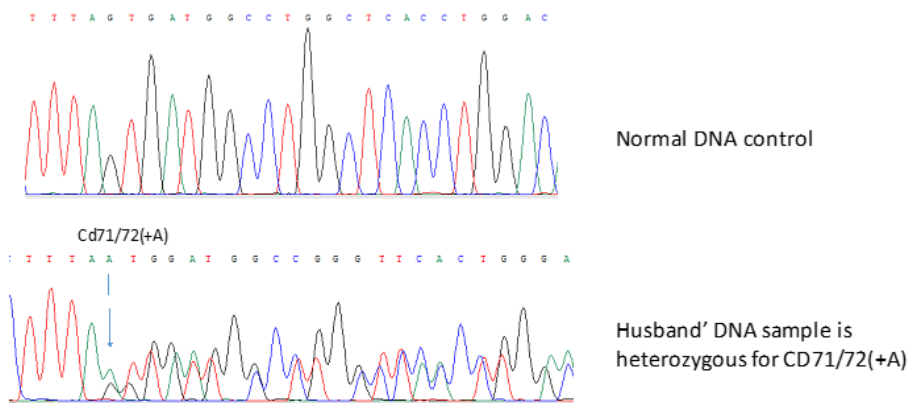 T T T A G T G A T G G C C T G G C T C A C C T G G A C
Normal DNA control
Cd71/72(+A)
T T T A A T G G A T G G C C G G G T T C A C T G G G A
Husband' DNA sample is
heterozygous for CD71/72(+A)